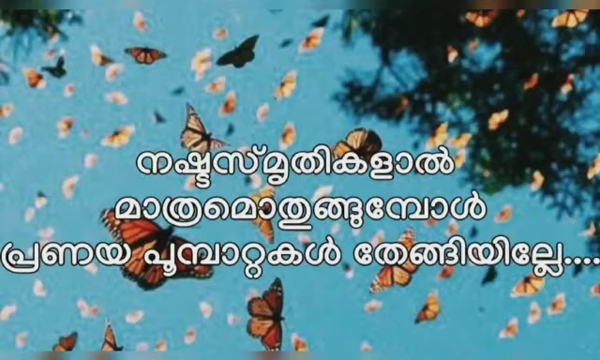 നഷ്ടസ്മൃതികളാൽ
മാത്രമൊതുങ്ങുമ്പോൾ
പ്രണയ പൂമ്പാറ്റകൾ തേങ്ങിയില്ലേ....